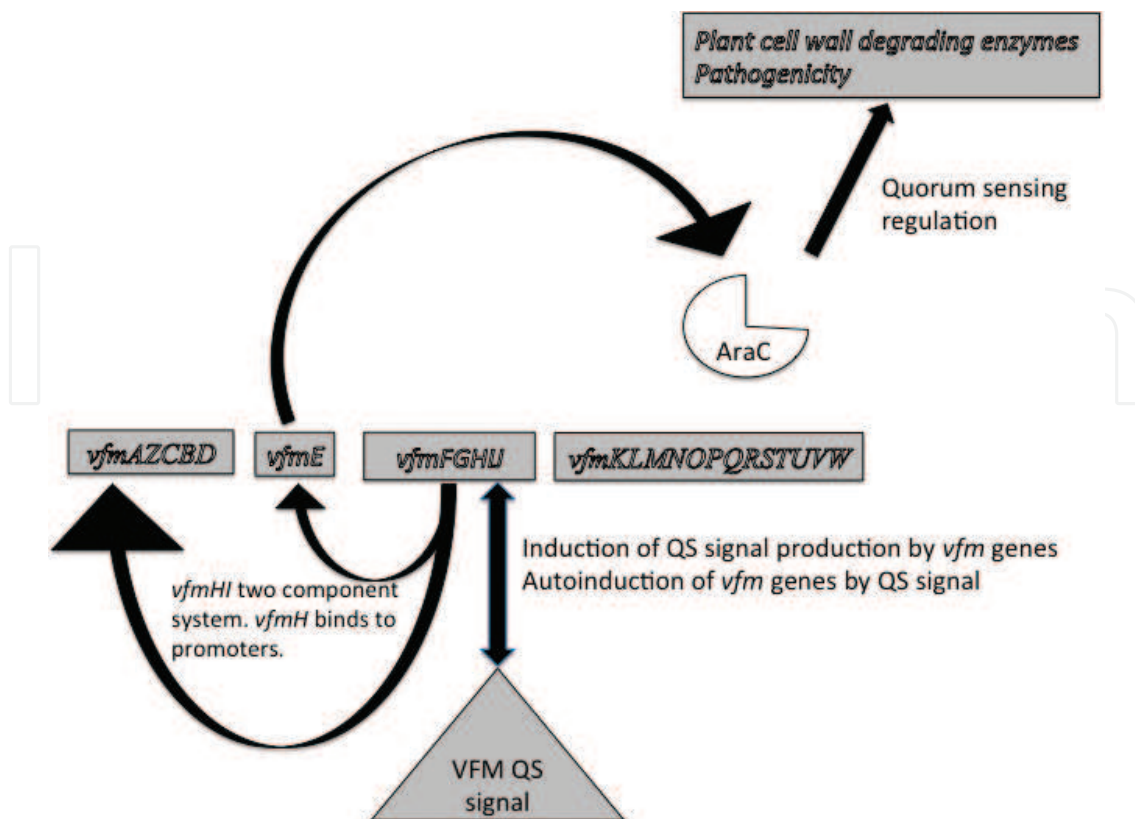 Plant cell wall degrading enzymes
Pathogenicity
Quorum sensing
regulation
AraC
vfmAZCBD
vfmE
vfmFGHIJ
vfmKLMNOPQRSTUVW
Induction of QS signal production by vfm genes
Autoinduction of vfm genes by QS signal
vfmHI two component
system. vfmH binds to
promoters.
VFM QS
signal